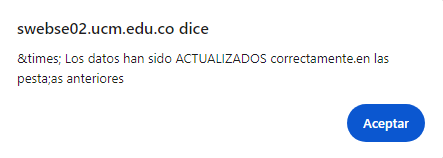 swebse02.ucm.edu.co dice
&times; Los datos han sido ACTUALIZADOS correctamente.en las
pesta;as anteriores
Aceptar